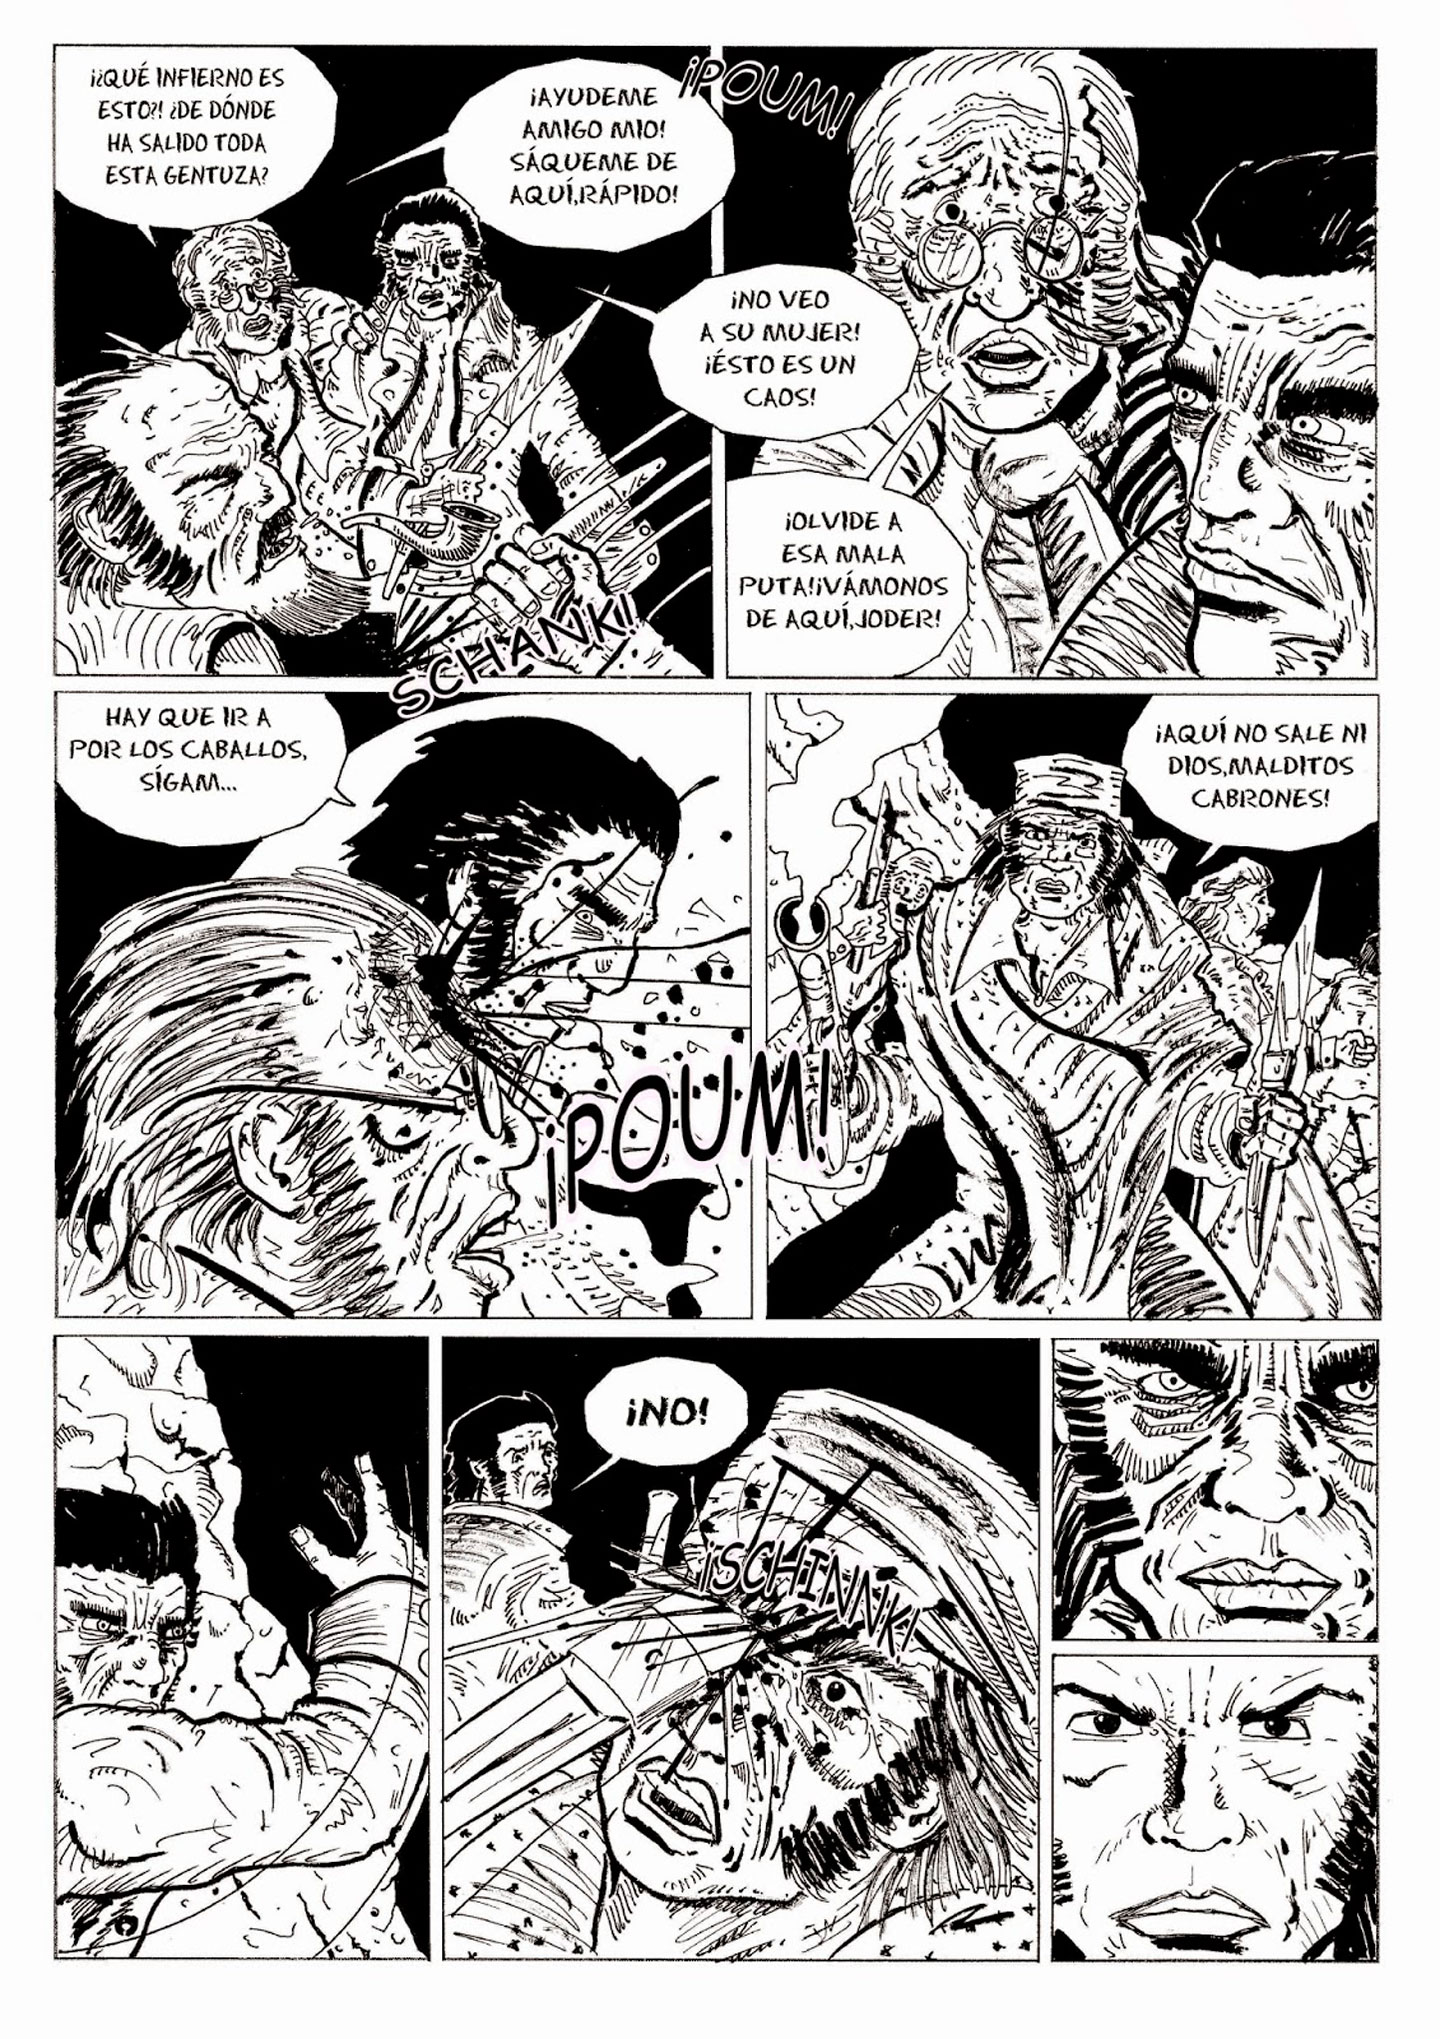 ¡¿QUÉ INFIERNO ES
ESTO?! ¿DE DÓNDE
HA SALIDO TODA
ESTA GENTUZA?
¡AYUDEME
AMIGO MIO!
SÁQUEME DE
AQUÍ,RÁPIDO!
SCHANK!
¡POUM!
¡NO VEO
A SU MUJER!
¡ÉSTO ES UN
CAOS!
¡OLVIDE A
ESA MALA
PUTA!¡VÁMONOS
DE AQUÍ,JODER!
HAY QUE IR A
POR LOS CABALLOS,
SÍGAM...
¡POUM!
¡AQUÍ NO SALE NI
DIOS,MALDITOS
CABRONES!
¡NO!
¡SCHINNK!